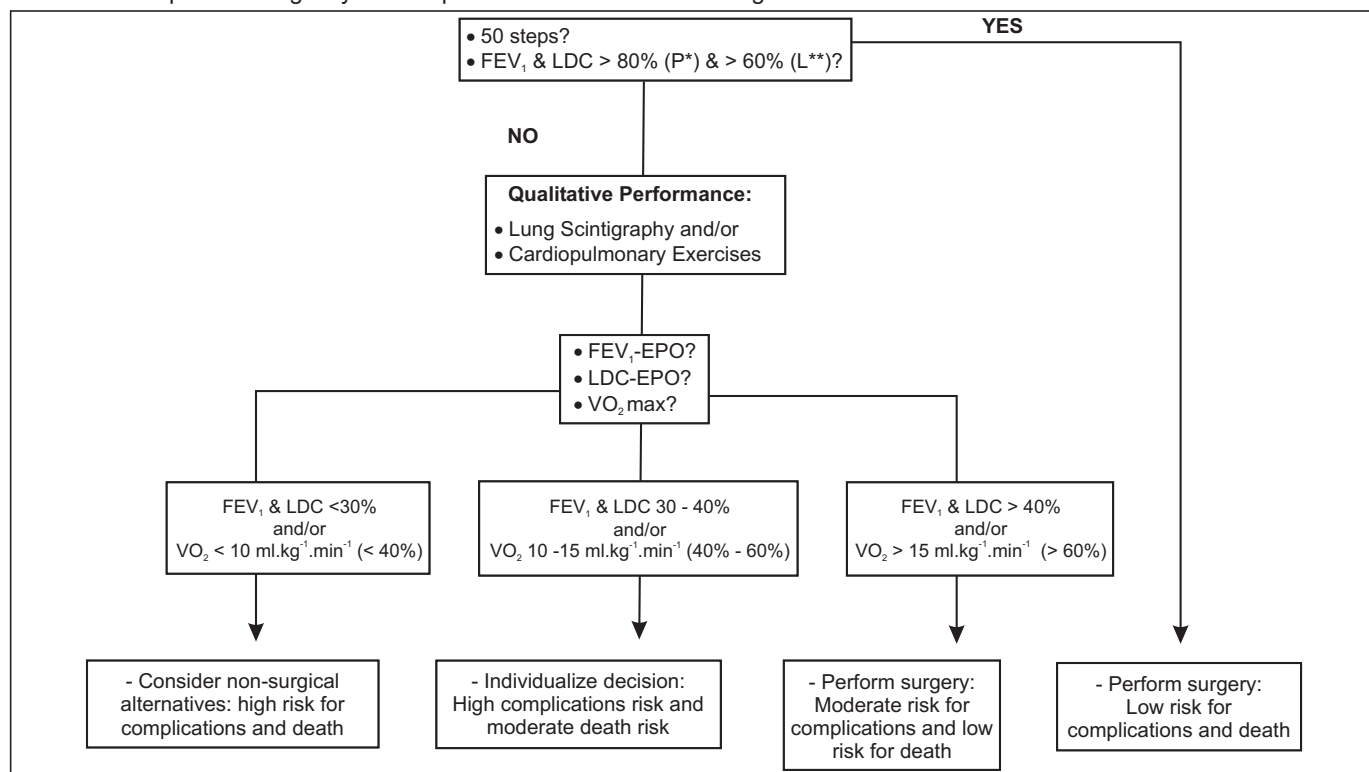 • 50 steps?
• FEV₁ & LDC > 80% (P*) & > 60% (L**)?
YES
NO
Qualitative Performance:
• Lung Scintigraphy and/or
• Cardiopulmonary Exercises
• FEV₁-EPO?
• LDC-EPO?
• VO₂ max?
FEV₁ & LDC <30%
and/or
VO₂ < 10 ml.kg⁻¹.min⁻¹ (< 40%)
FEV₁ & LDC 30 - 40%
and/or
VO₂ 10 -15 ml.kg⁻¹.min⁻¹ (40% - 60%)
FEV₁ & LDC > 40%
and/or
VO₂ > 15 ml.kg⁻¹.min⁻¹ (> 60%)
- Consider non-surgical
alternatives: high risk for
complications and death
- Individualize decision:
High complications risk and
moderate death risk
- Perform surgery:
Moderate risk for
complications and low
risk for death
- Perform surgery:
Low risk for
complications and death